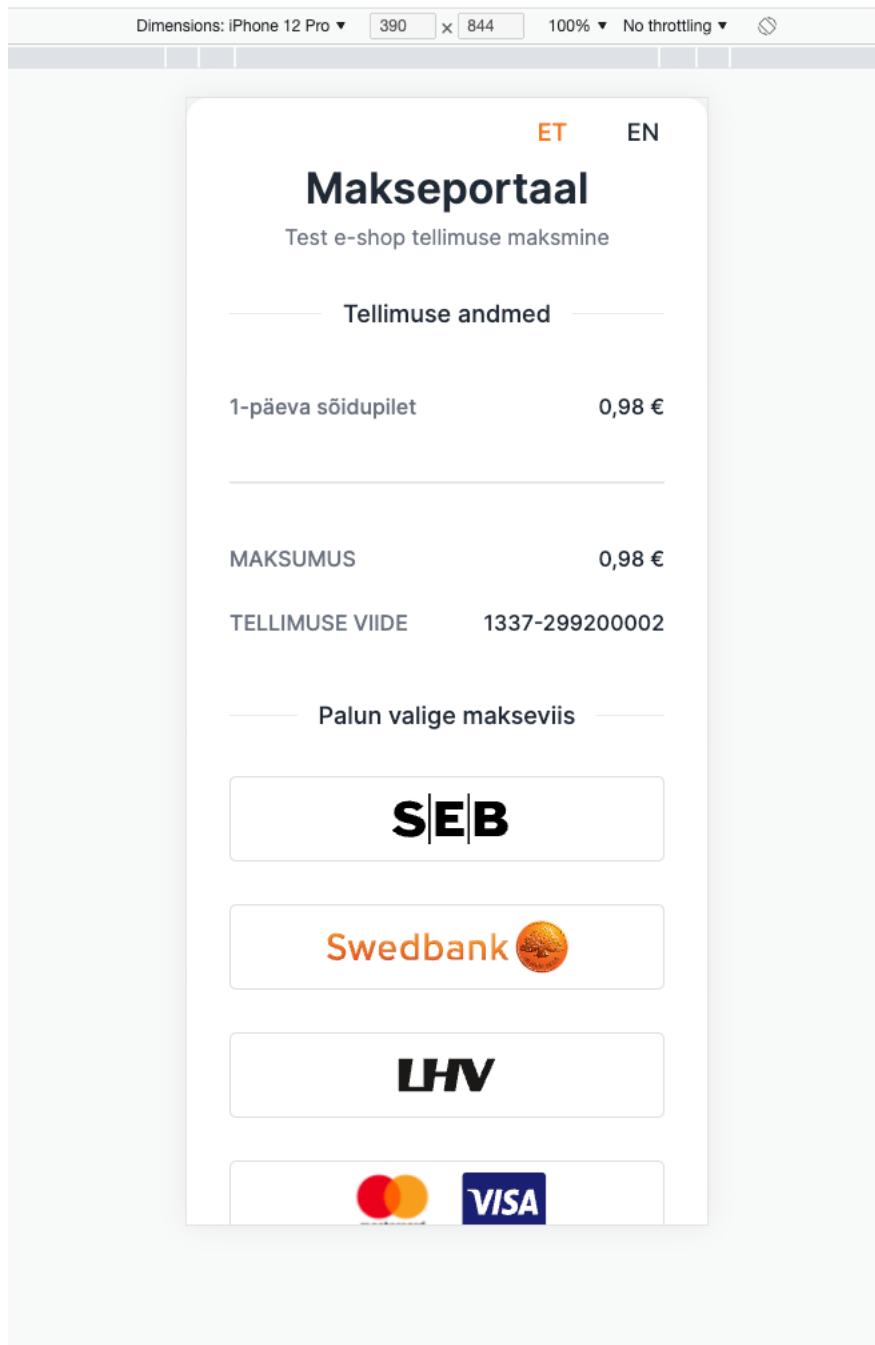 Dimensions: iPhone 12 Pro ▼ 390 x 844 100% ▼ No throttling ▼
ET EN
Makseportaal
Test e-shop tellimuse maksmine
Tellimuse andmed
1-päeva sõidupilet 0,98 €
MAKSUMUS 0,98 €
TELLIMUSE VIIDE 1337-299200002
Palun valige makseviis
S|E|B
Swedbank
LHV
VISA